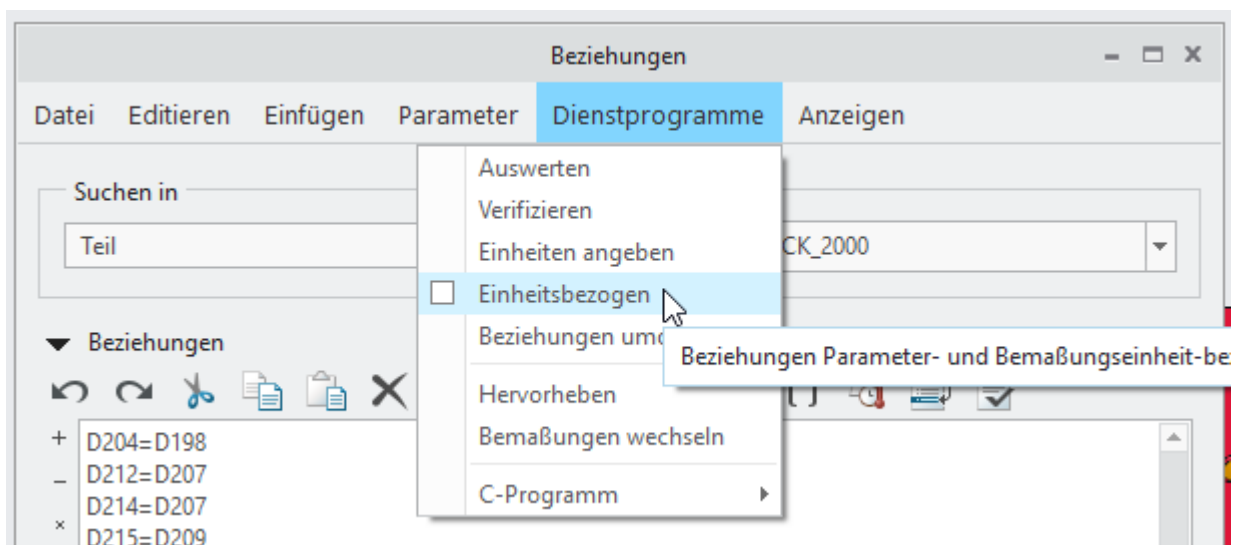 Beziehungen
Datei Editieren Einfügen Parameter Dienstprogramme Anzeigen
Suchen in
Teil
CK_2000
Auswerten
Verifizieren
Einheiten angeben
Einheitsbezogen
Beziehungen
Beziehungen Parameter- und Bemaßungseinheit-be
Hervorheben
Bemaßungen wechseln
C-Programm
Beziehungen
D204=D198
D212=D207
D214=D207
D215=D209